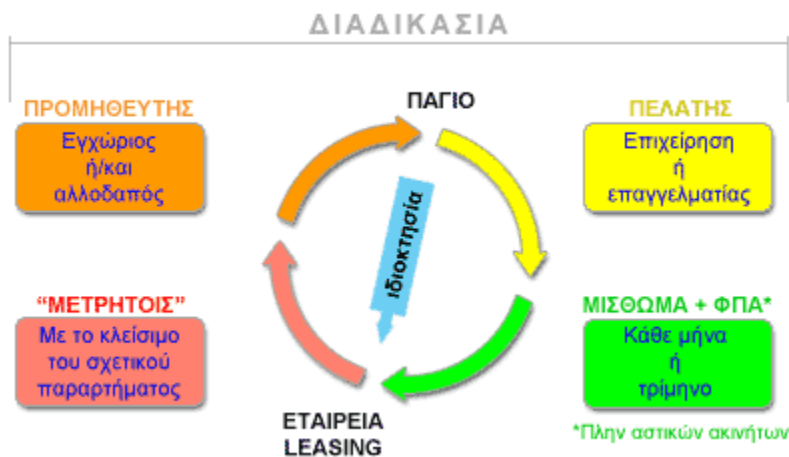 ΔΙΑΔΙΚΑΣΙΑ
ΠΡΟΜΗΘΕΥΤΗΣ
Εγχώριος
ή/και
αλλοδαπός
ΠΑΓΙΟ
ΠΕΛΑΤΗΣ
Επιχείρηση
ή
επαγγελματίας
ιδιοκτησία
“ΜΕΤΡΗΤΟΙΣ”
Με το κλείσιμο
του σχετικού
παραρτήματος
ΕΤΑΙΡΕΙΑ
LEASING
ΜΙΣΘΩΜΑ + ΦΠΑ*
Κάθε μήνα
ή
τρίμηνο
*Πλην αστικών ακινήτων